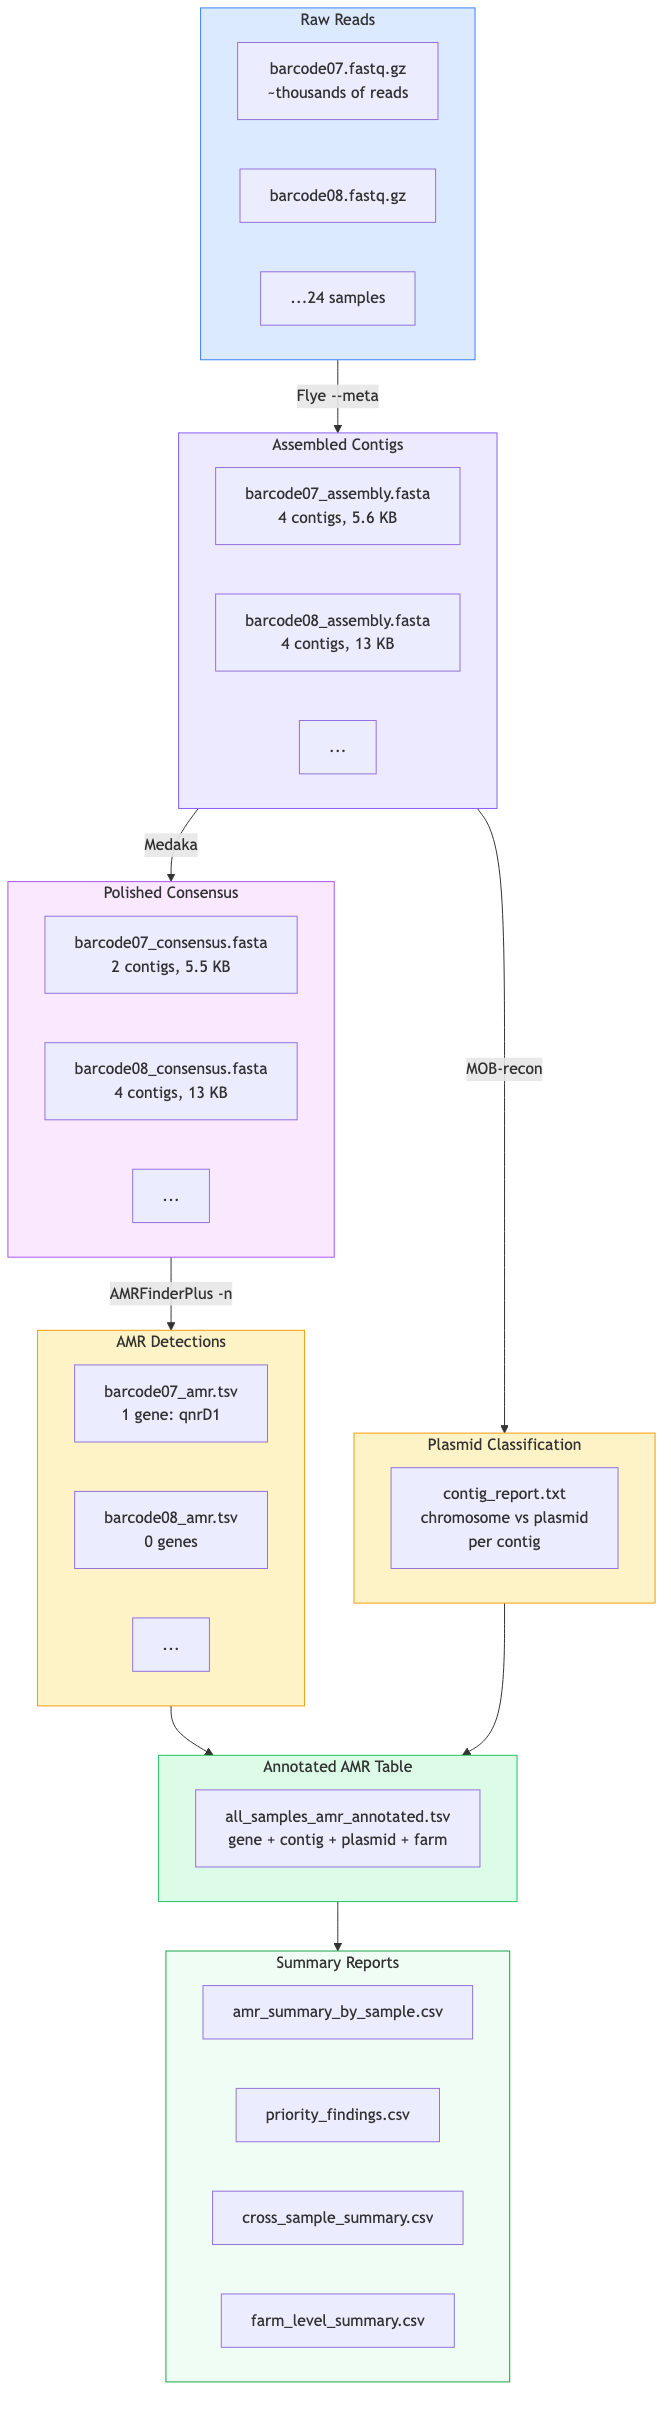 Raw Reads
barcode07.fastq.gz
~thousands of reads
barcode08.fastq.gz
...24 samples
Flye --meta
Assembled Contigs
barcode07_assembly.fasta
4 contigs, 5.6 KB
barcode08_assembly.fasta
4 contigs, 13 KB
...
Medaka
Polished Consensus
barcode07_consensus.fasta
2 contigs, 5.5 KB
barcode08_consensus.fasta
4 contigs, 13 KB
...
MOB-recon
AMRFinderPlus -n
AMR Detections
barcode07_amr.tsv
1 gene: qnrD1
barcode08_amr.tsv
0 genes
...
Plasmid Classification
contig_report.txt
chromosome vs plasmid
per contig
Annotated AMR Table
all_samples_amr_annotated.tsv
gene + contig + plasmid + farm
Summary Reports
amr_summary_by_sample.csv
priority_findings.csv
cross_sample_summary.csv
farm_level_summary.csv